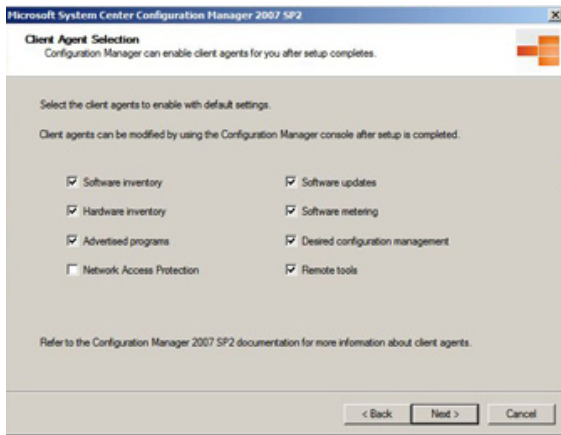 Microsoft System Center Configuration Manager 2007 SP2
Client Agent Selection
Configuration Manager can enable client agents for you after setup completes.
Select the client agents to enable with default settings.
Client agents can be modified by using the Configuration Manager console after setup is completed.
Software inventory
Software updates
Hardware inventory
Software metering
Advertised programs
Desired configuration management
Network Access Protection
Remote tools
Refer to the Configuration Manager 2007 SP2 documentation for more information about client agents.
< Back
Next >
Cancel